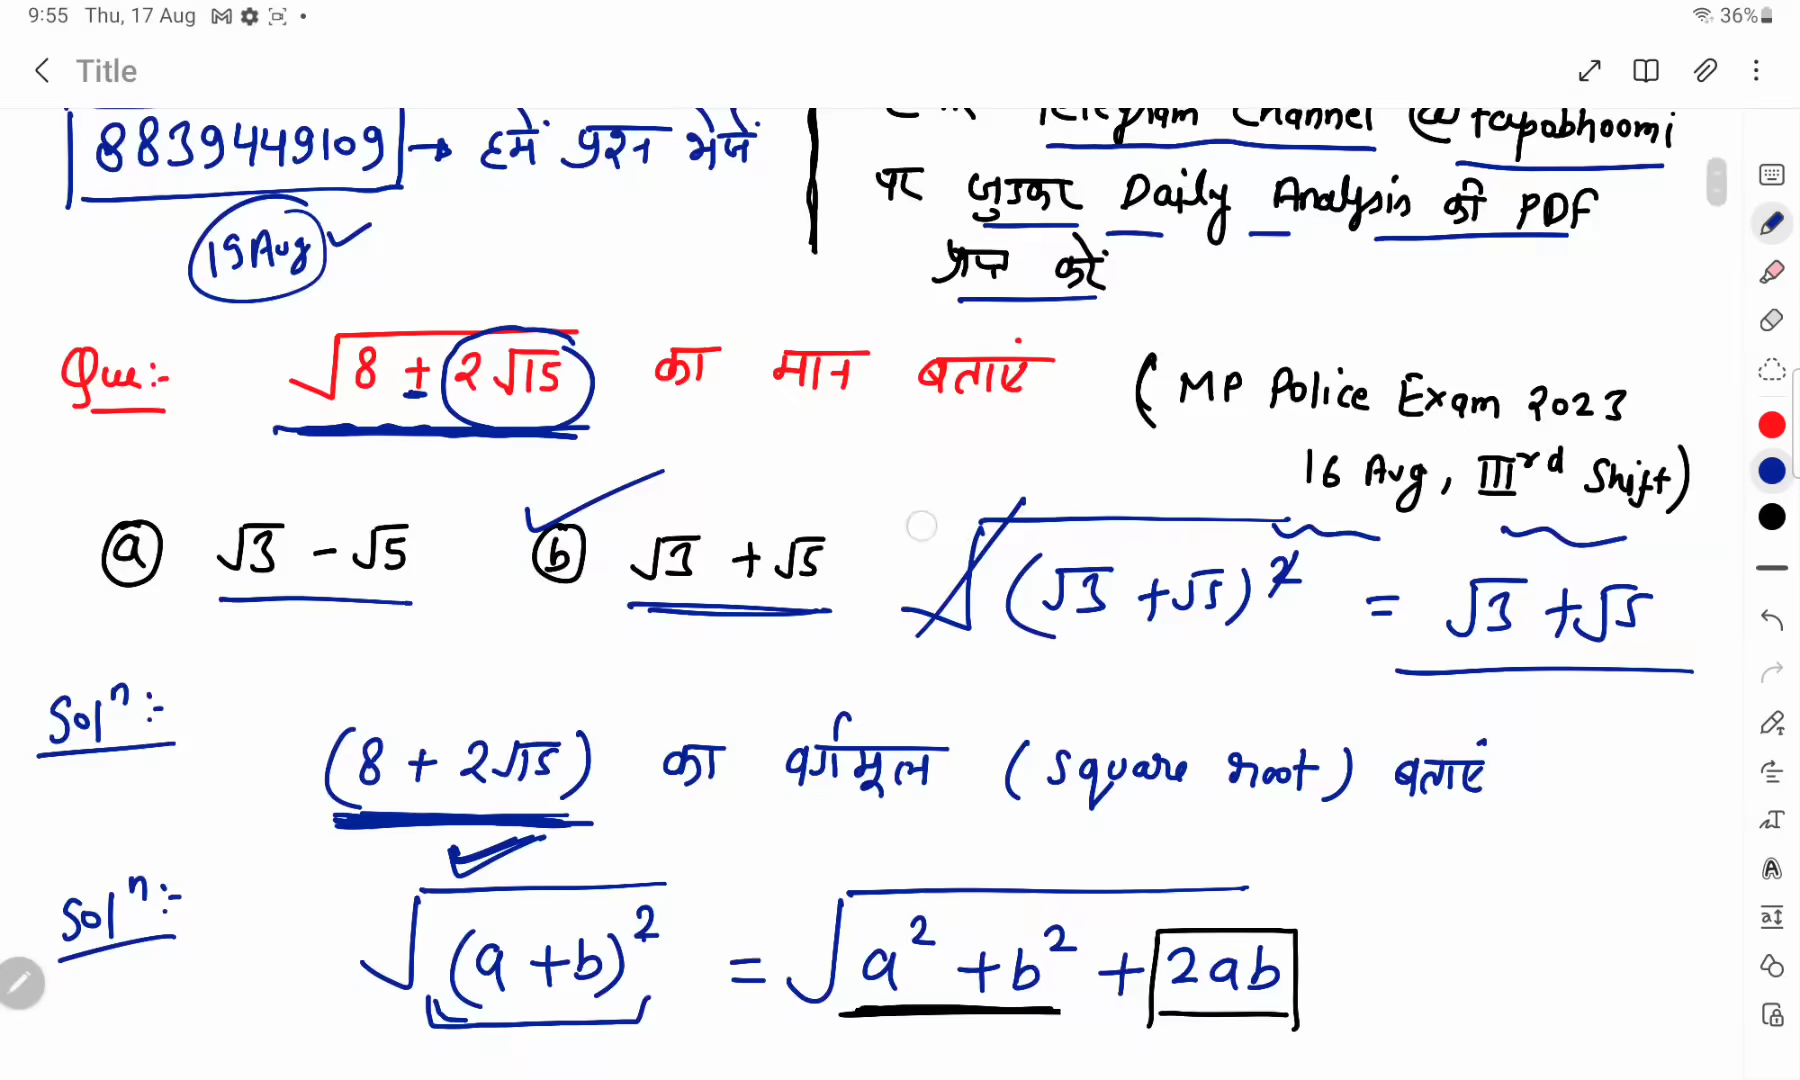 9:55 Thu, 17 Aug
36%
Title
8839449109 → हमें प्रश्न भेजें
Telegram Channel @tapobhoomi
पर जुड़कर Daily Analysis की PDF
प्राप्त करें
19 Aug
Que:- √(8 ± 2√15) का मान बताएं
(MP Police Exam 2023
16 Aug, IIIrd Shift)
(a) √3 - √5 (b) √3 + √5
√(√3 + √5)² = √3 + √5
Solⁿ:-
(8 + 2√15) का वर्गमूल (square root) बताएं
Solⁿ:-
√(a + b)² = √a² + b² + 2ab